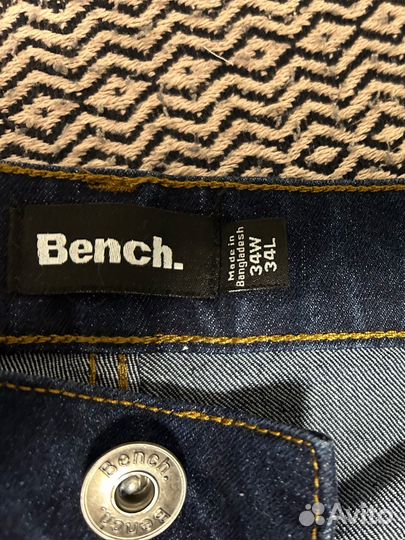 Bench.
Made in
Bangladesh
34W
34L
Bench.
Bench.
Avito